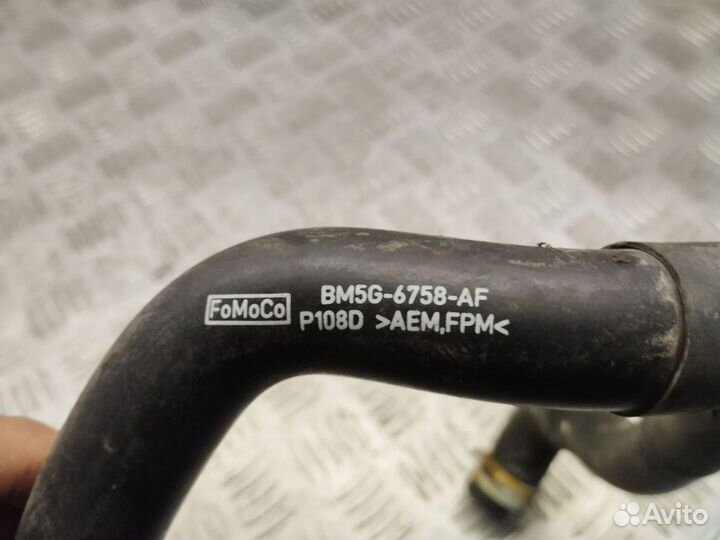 FoMoCo
BM5G-6758-AF
P108D >AEM,FPM<
Avito